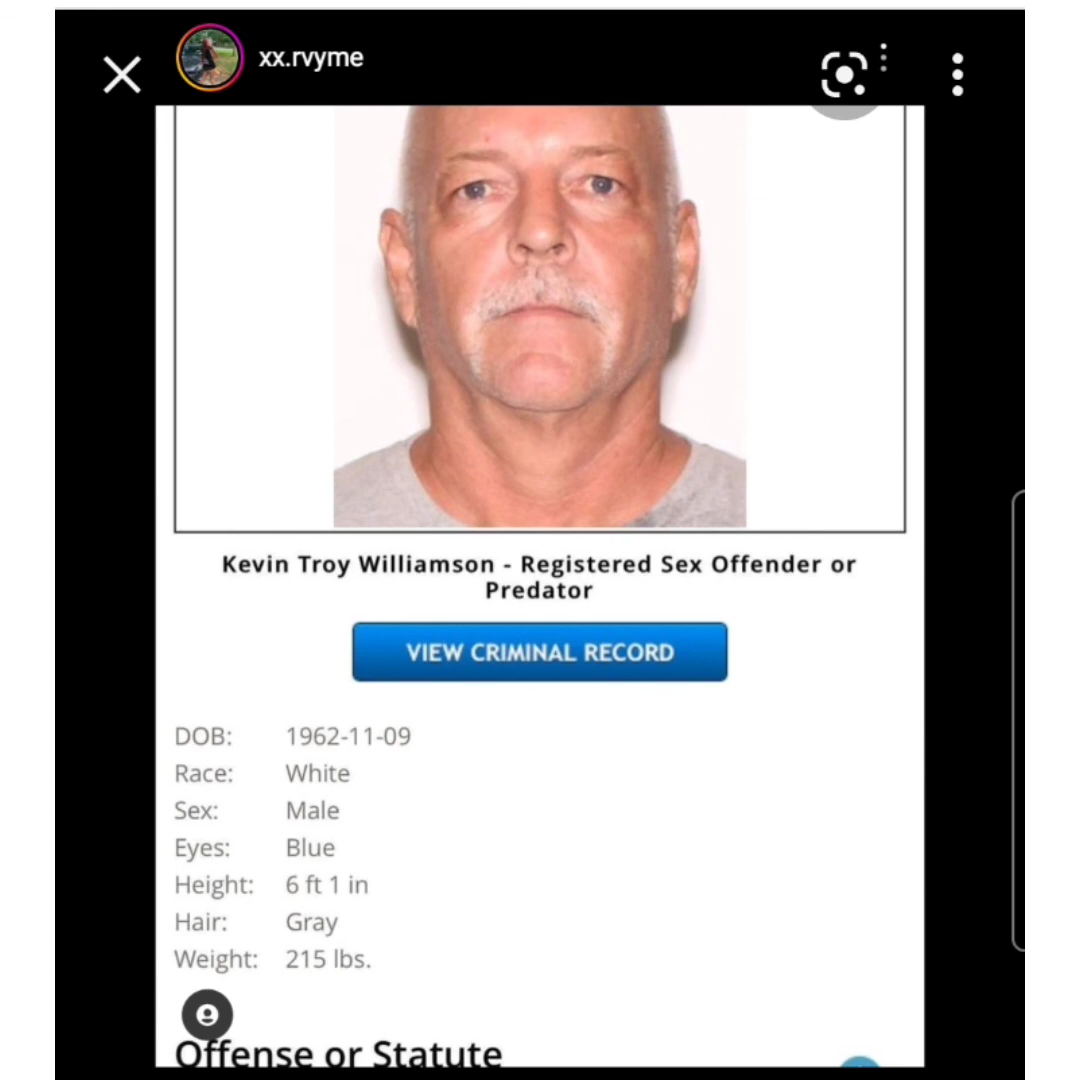 xx.rvyme
Kevin Troy Williamson - Registered Sex Offender or
Predator
VIEW CRIMINAL RECORD
DOB: 1962-11-09
Race: White
Sex: Male
Eyes: Blue
Height: 6 ft 1 in
Hair: Gray
Weight: 215 lbs.
Offense or Statute